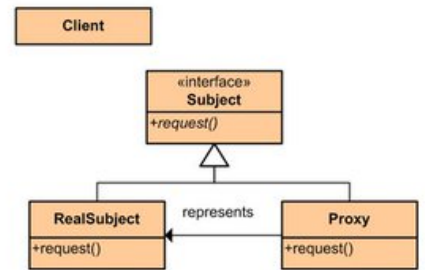 Client
«interface»
Subject
+request()
RealSubject
+request()
represents
Proxy
+request()